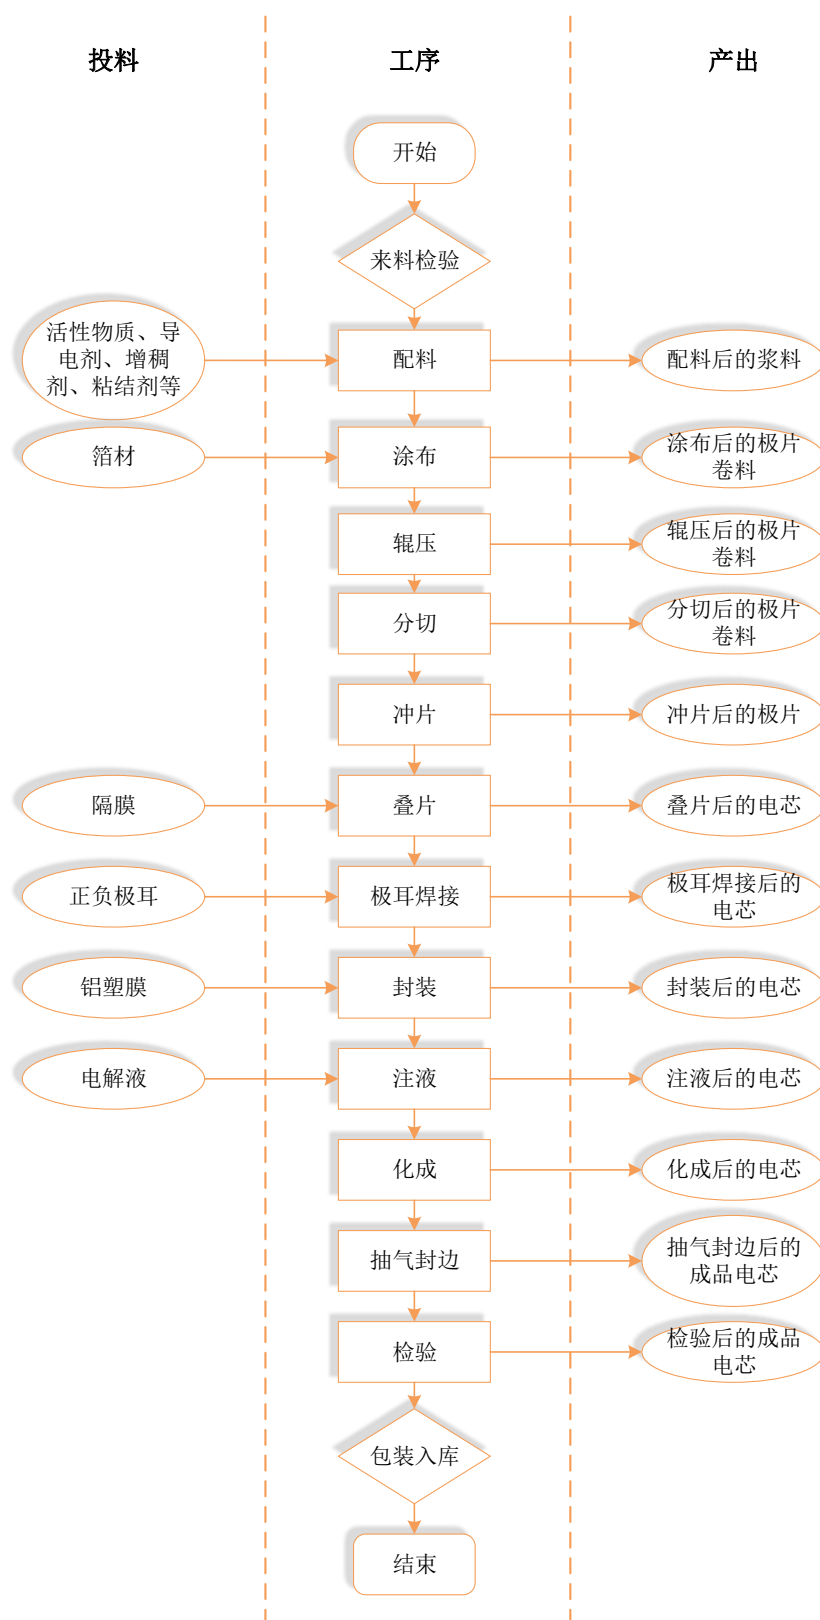 投料
工序
产出
开始
来料检验
活性物质、导
电剂、增稠
剂、粘结剂等
配料
配料后的浆料
箔材
涂布
涂布后的极片
卷料
辊压
辊压后的极片
卷料
分切
分切后的极片
卷料
冲片
冲片后的极片
隔膜
叠片
叠片后的电芯
正负极耳
极耳焊接
极耳焊接后的
电芯
铝塑膜
封装
封装后的电芯
电解液
注液
注液后的电芯
化成
化成后的电芯
抽气封边
抽气封边后的
成品电芯
检验
检验后的成品
电芯
包装入库
结束